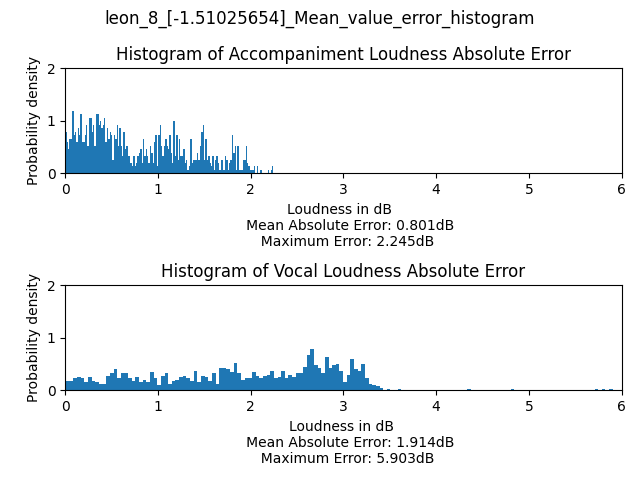 leon_8_[-1.51025654]_Mean_value_error_histogram
Histogram of Accompaniment Loudness Absolute Error
Probability density
2
1
0
0 1 2 3 4 5 6
Loudness in dB
Mean Absolute Error: 0.801dB
Maximum Error: 2.245dB
Histogram of Vocal Loudness Absolute Error
Probability density
2
1
0
0 1 2 3 4 5 6
Loudness in dB
Mean Absolute Error: 1.914dB
Maximum Error: 5.903dB